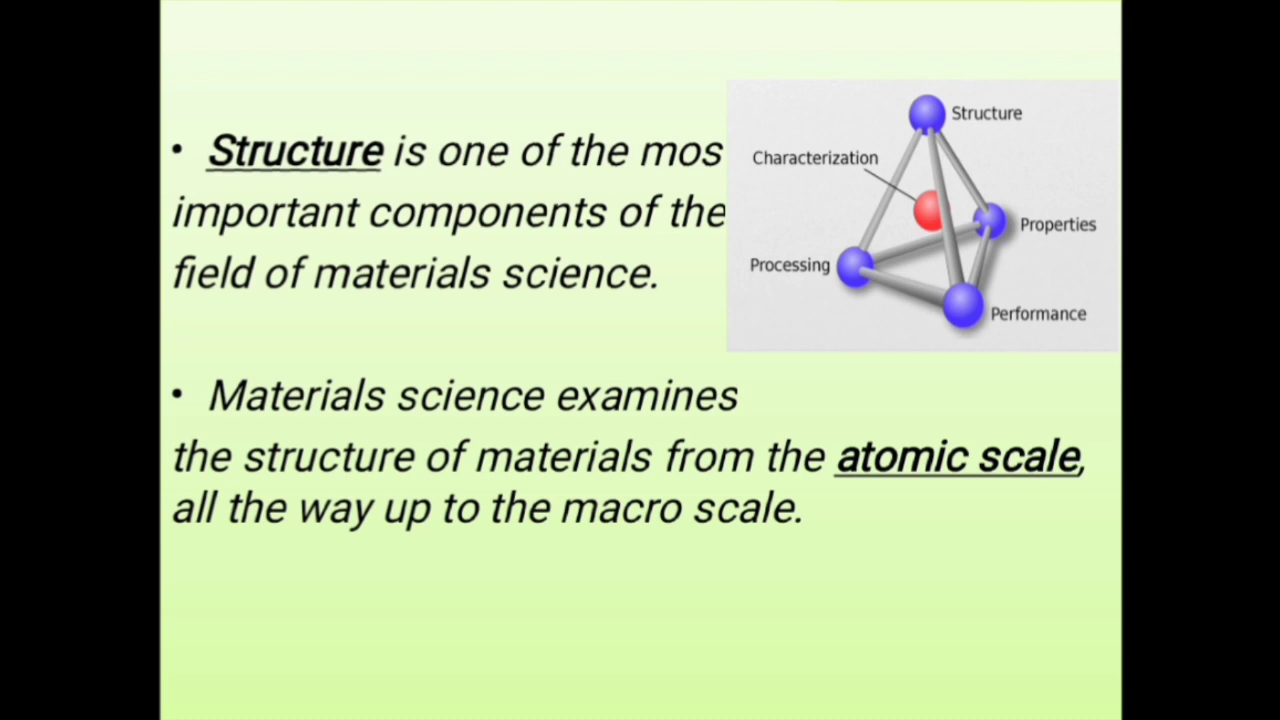 • Structure is one of the mos
important components of the
field of materials science.
• Materials science examines
the structure of materials from the atomic scale,
all the way up to the macro scale.
Structure
Characterization
Properties
Processing
Performance